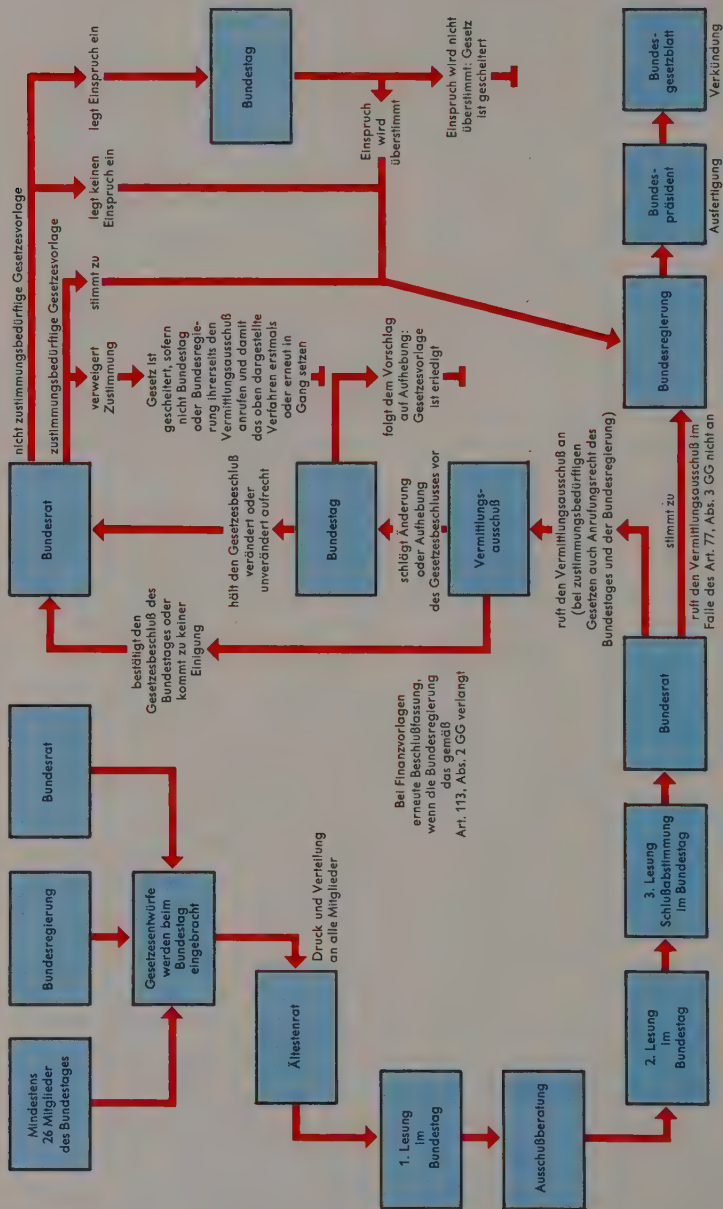 Mindestens
26 Mitglieder
des Bundestages
Bundesregierung
Bundesrat
Gesetzesentwürfe
werden beim
Bundestag
eingebracht
Druck und Verteilung
an alle Mitglieder
Ältestenrat
1. Lesung
im
Bundestag
Ausschußberatung
2. Lesung
im
Bundestag
3. Lesung
Schlußabstimmung
im Bundestag
Bei Finanzvorlagen
erneute Beschlußfassung,
wenn die Bundesregierung
das gemäß
Art. 113, Abs. 2 GG verlangt
Bundesrat
ruft den Vermittlungsausschuß an
(bei zustimmungsbedürftigen
Gesetzen auch Anrufungsrecht des
Bundestages und der Bundesregierung)
stimmt zu
ruft den Vermittlungsausschuß im
Falle des Art. 77, Abs. 3 GG nicht an
Vermittlungs-
ausschuß
bestätigt den
Gesetzesbeschluß des
Bundestages oder
kommt zu keiner
Einigung
schlägt Änderung
oder Aufhebung
des Gesetzesbeschlusses vor
Bundestag
folgt dem Vorschlag
auf Aufhebung:
Gesetzesvorlage
ist erledigt
hält den Gesetzesbeschluß
verändert oder
unverändert aufrecht
Bundesrat
nicht zustimmungsbedürftige Gesetzesvorlage
zustimmungsbedürftige Gesetzesvorlage
verweigert
Zustimmung
Gesetz ist
gescheitert, sofern
nicht Bundestag
oder Bundesregie-
rung ihrerseits den
Vermittlungsausschuß
anrufen und damit
das oben dargestellte
Verfahren erstmals
oder erneut in
Gang setzen
stimmt zu
legt keinen
Einspruch ein
legt Einspruch ein
Bundestag
Einspruch
wird
überstimmt
Einspruch wird nicht
überstimmt: Gesetz
ist gescheitert
Bundesregierung
Bundes-
präsident
Ausfertigung
Bundes-
gesetzblatt
Verkündung